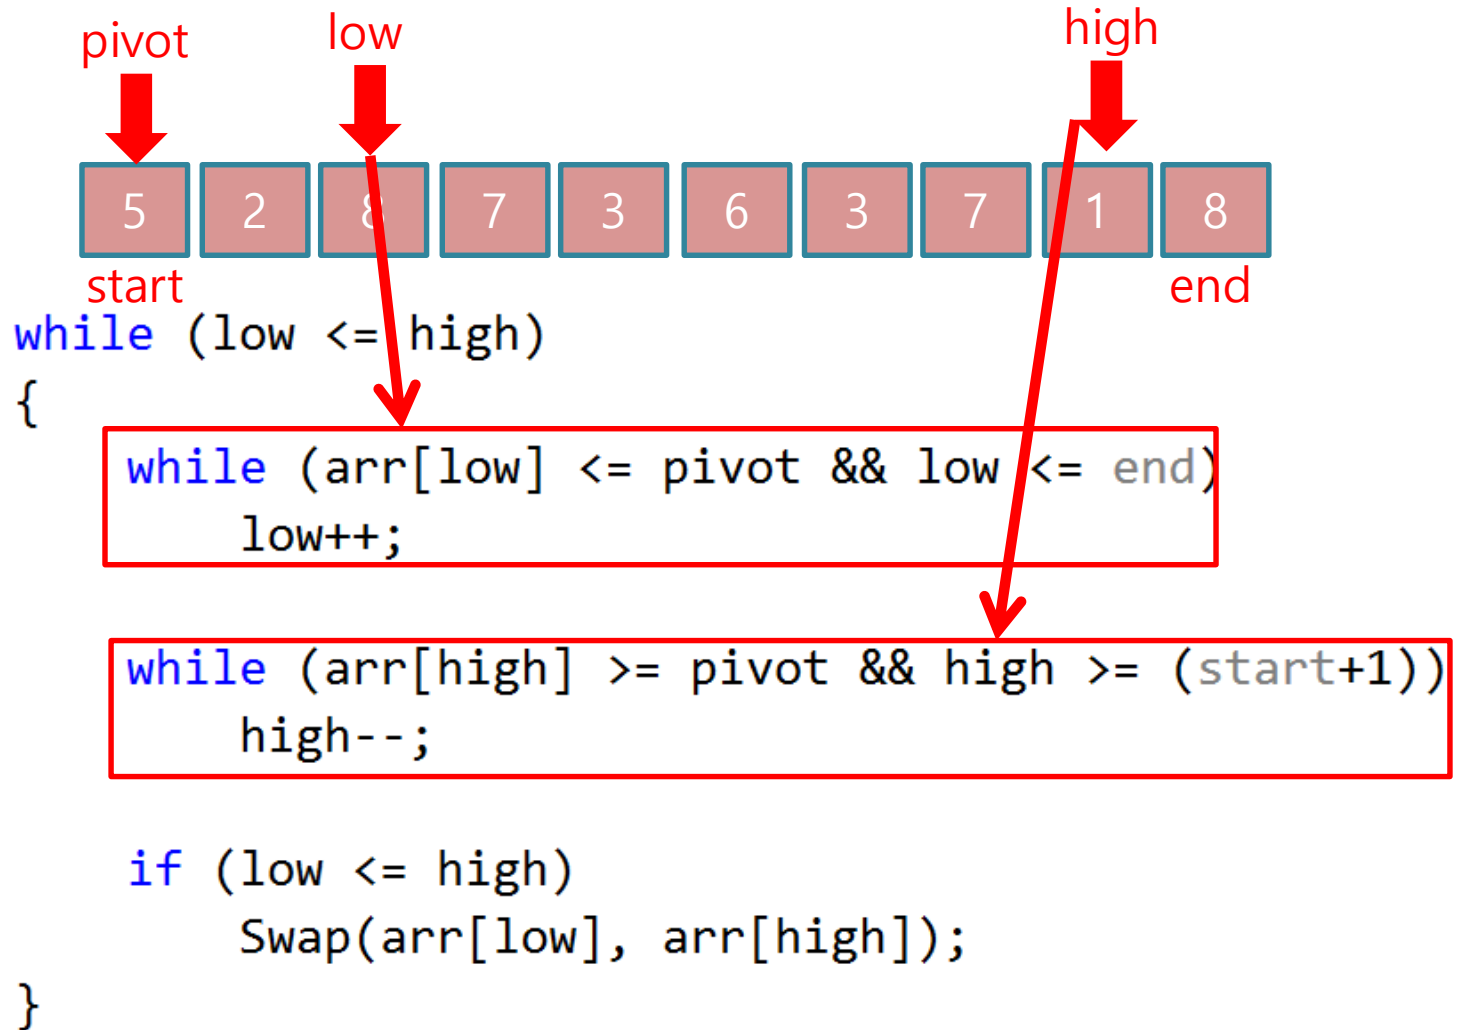 pivot low high
5 2 8 7 3 6 3 7 1 8
start end
while (low <= high)
{
while (arr[low] <= pivot && low <= end)
low++;
while (arr[high] >= pivot && high >= (start+1))
high--;
if (low <= high)
Swap(arr[low], arr[high]);
}